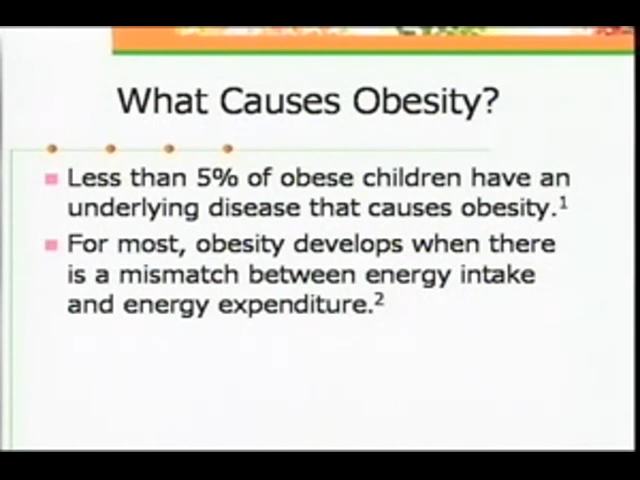 What Causes Obesity?
Less than 5% of obese children have an
underlying disease that causes obesity.1
For most, obesity develops when there
is a mismatch between energy intake
and energy expenditure.2